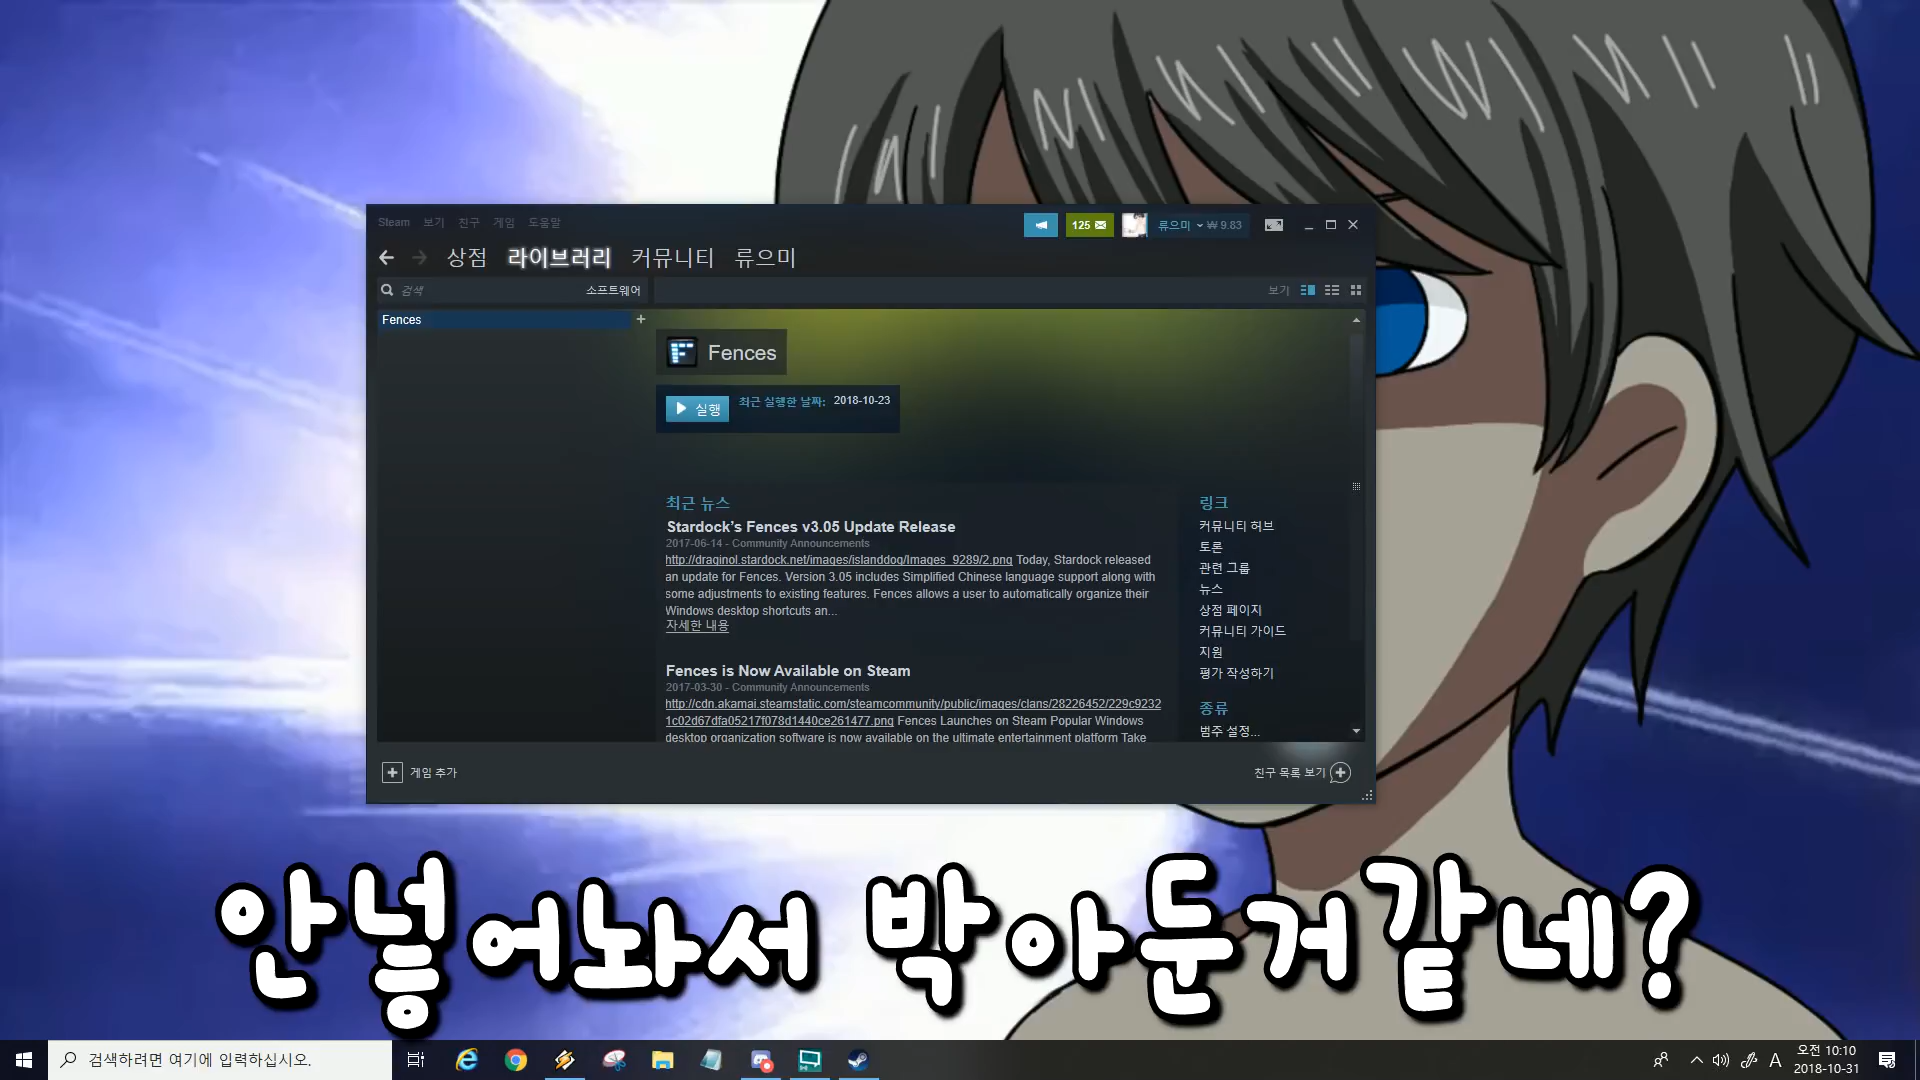 Steam 보기 친구 게임 도움말
125 류으미 ₩ 9.83
상점 라이브러리 커뮤니티 류으미
검색 소프트웨어 보기
Fences
Fences
실행 최근 실행한 날짜: 2018-10-23
최근 뉴스
Stardock’s Fences v3.05 Update Release
2017-06-14 - Community Announcements
http://draginol.stardock.net/images/islanddog/Images_9289/2.png Today, Stardock released
an update for Fences. Version 3.05 includes Simplified Chinese language support along with
some adjustments to existing features. Fences allows a user to automatically organize their
Windows desktop shortcuts an...
자세한 내용
Fences is Now Available on Steam
2017-03-30 - Community Announcements
http://cdn.akamai.steamstatic.com/steamcommunity/public/images/clans/28226452/229c9232
1c02d67dfa05217f078d1440ce261477.png Fences Launches on Steam Popular Windows
desktop organization software is now available on the ultimate entertainment platform Take
링크
커뮤니티 허브
토론
관련 그룹
뉴스
상점 페이지
커뮤니티 가이드
지원
평가 작성하기
종류
범주 설정...
게임 추가
친구 목록 보기
안넣어놔서 박아둔거같네?
검색하려면 여기에 입력하십시오.
A
오전 10:10
2018-10-31